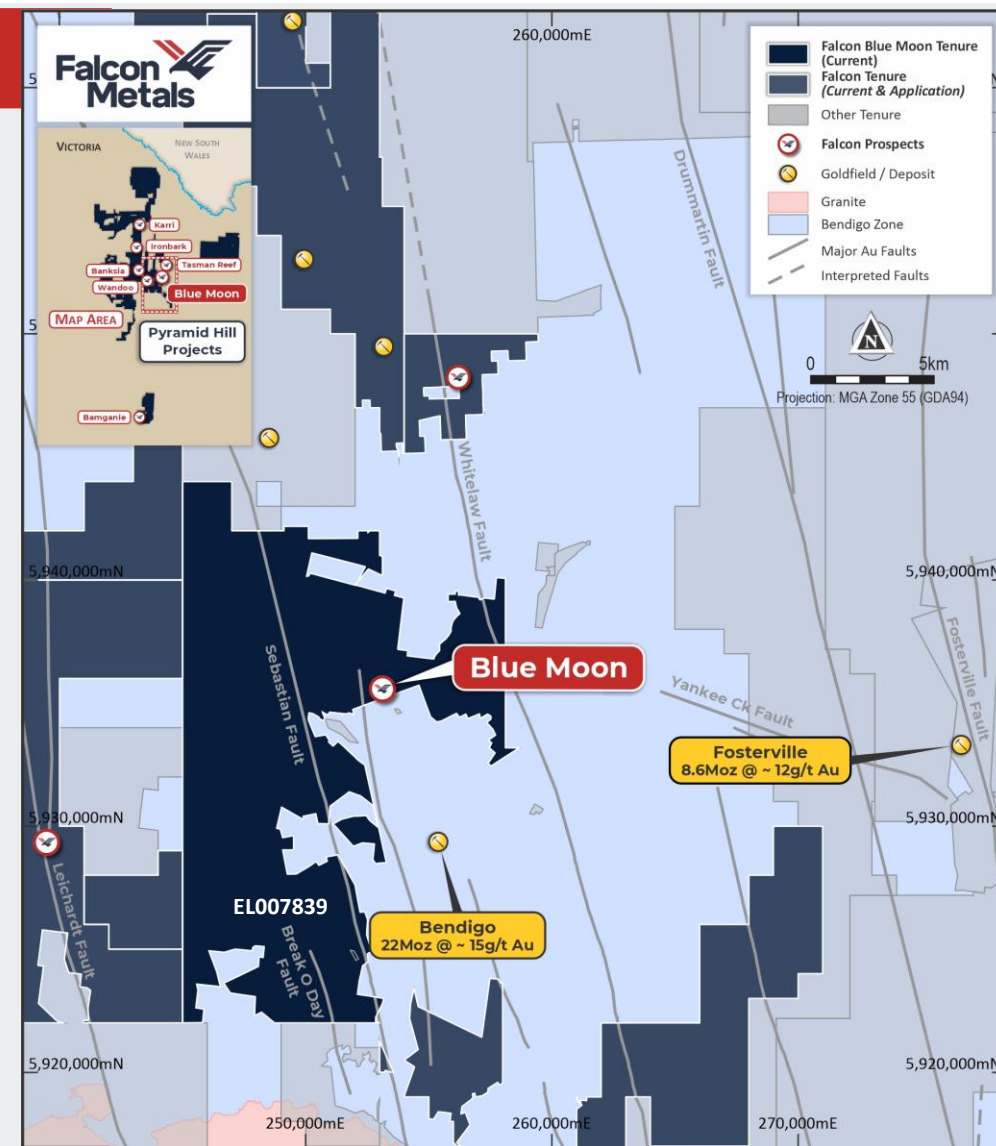 Falcon
Metals
VICTORIA
NEW SOUTH
WALES
Karri
Ironbark
Banksia
Tasman Reef
Wandoo
Blue Moon
MAP AREA
Pyramid Hill
Projects
Bamganie
260,000mE
Falcon Blue Moon Tenure
(Current)
Falcon Tenure
(Current & Application)
Other Tenure
Falcon Prospects
Goldfield / Deposit
Granite
Bendigo Zone
Major Au Faults
Interpreted Faults
N
0 5km
Projection: MGA Zone 55 (GDA94)
Drummartin Fault
Whitelaw Fault
5,940,000mN
5,940,000mN
Sebastian Fault
Blue Moon
Yankee Ck Fault
Fosterville Fault
Fosterville
8.6Moz @ ~ 12g/t Au
5,930,000mN
5,930,000mN
Leichardt Fault
EL007839
Break O Day
Fault
Bendigo
22Moz @ ~ 15g/t Au
5,920,000mN
5,920,000mN
250,000mE
260,000mE
270,000mE